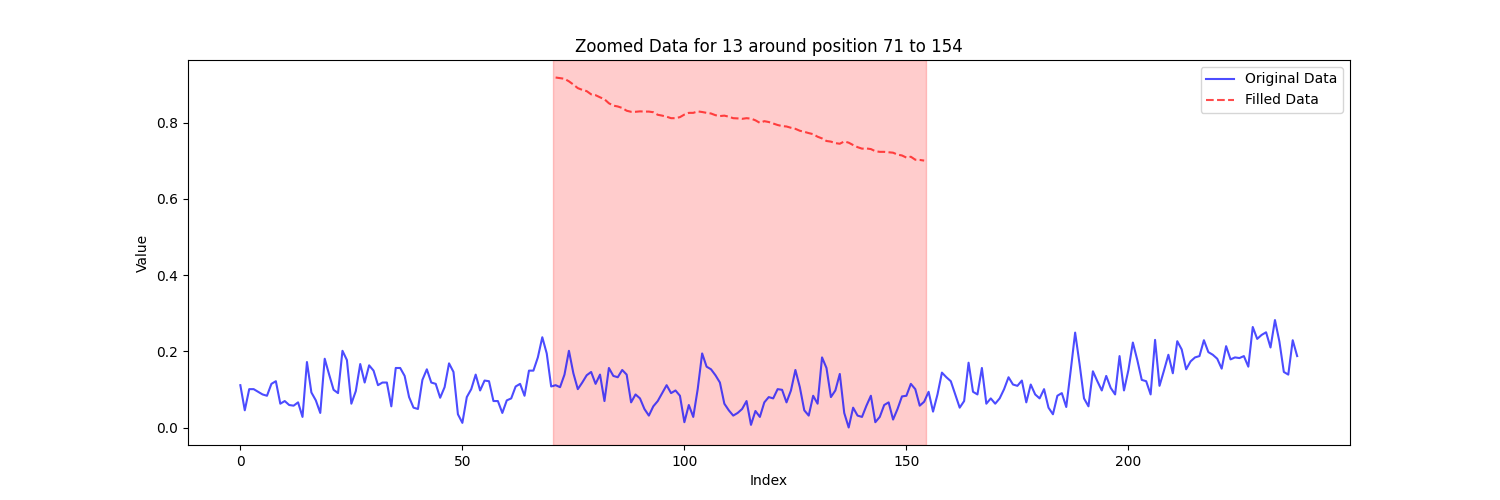 Zoomed Data for 13 around position 71 to 154
Original Data
Filled Data
Value
0.8
0.6
0.4
0.2
0.0
0 50 100 150 200
Index